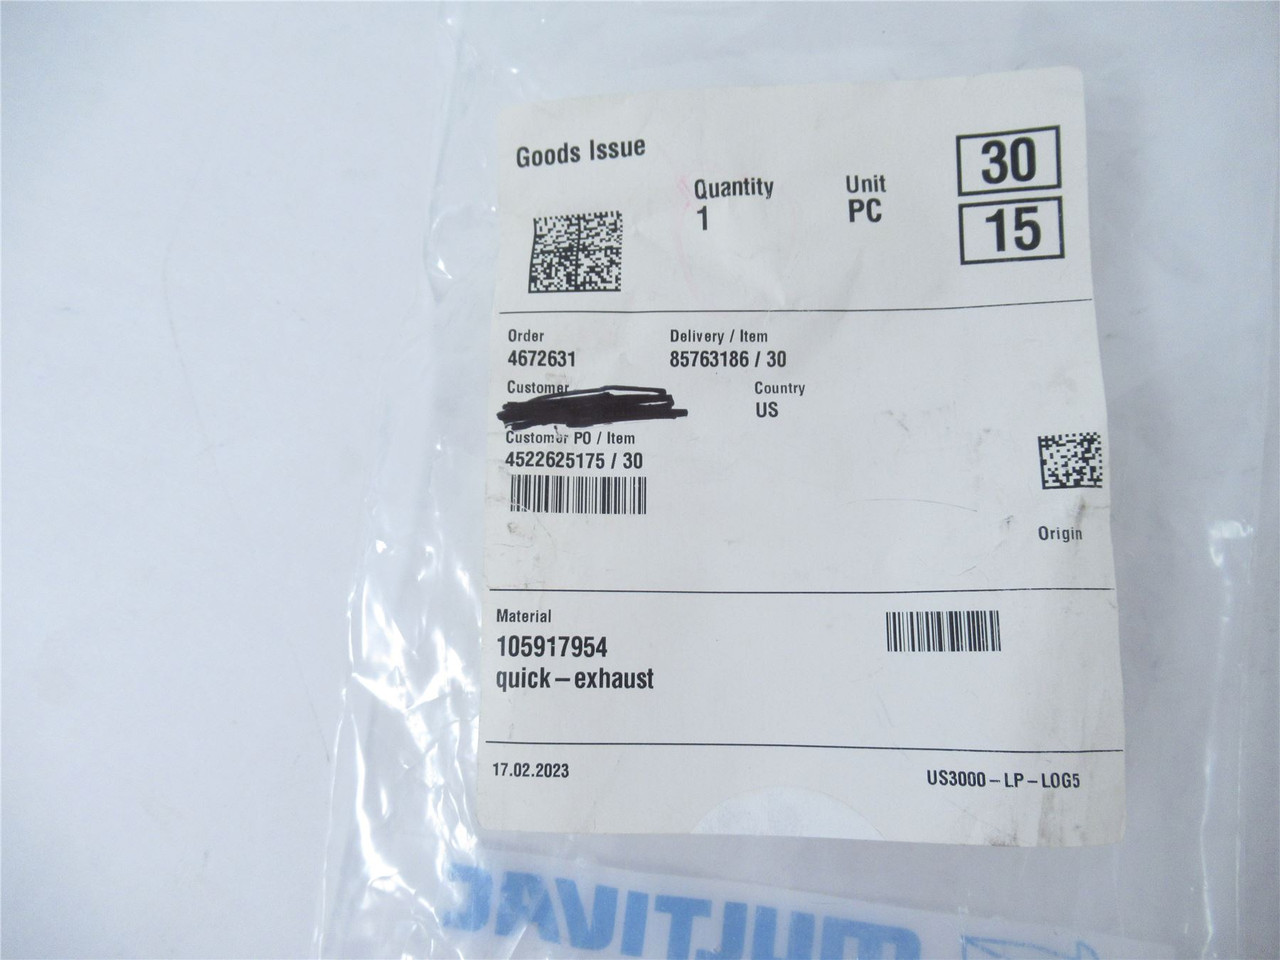 Goods Issue
30
Quantity Unit
1 PC
15
Order Delivery / Item
4672631 85763186 / 30
Customer Country
US
Customer PO / Item
4522625175 / 30
Origin
Material
105917954
quick-exhaust
17.02.2023 US3000-LP-LOG5
MULTIVAC